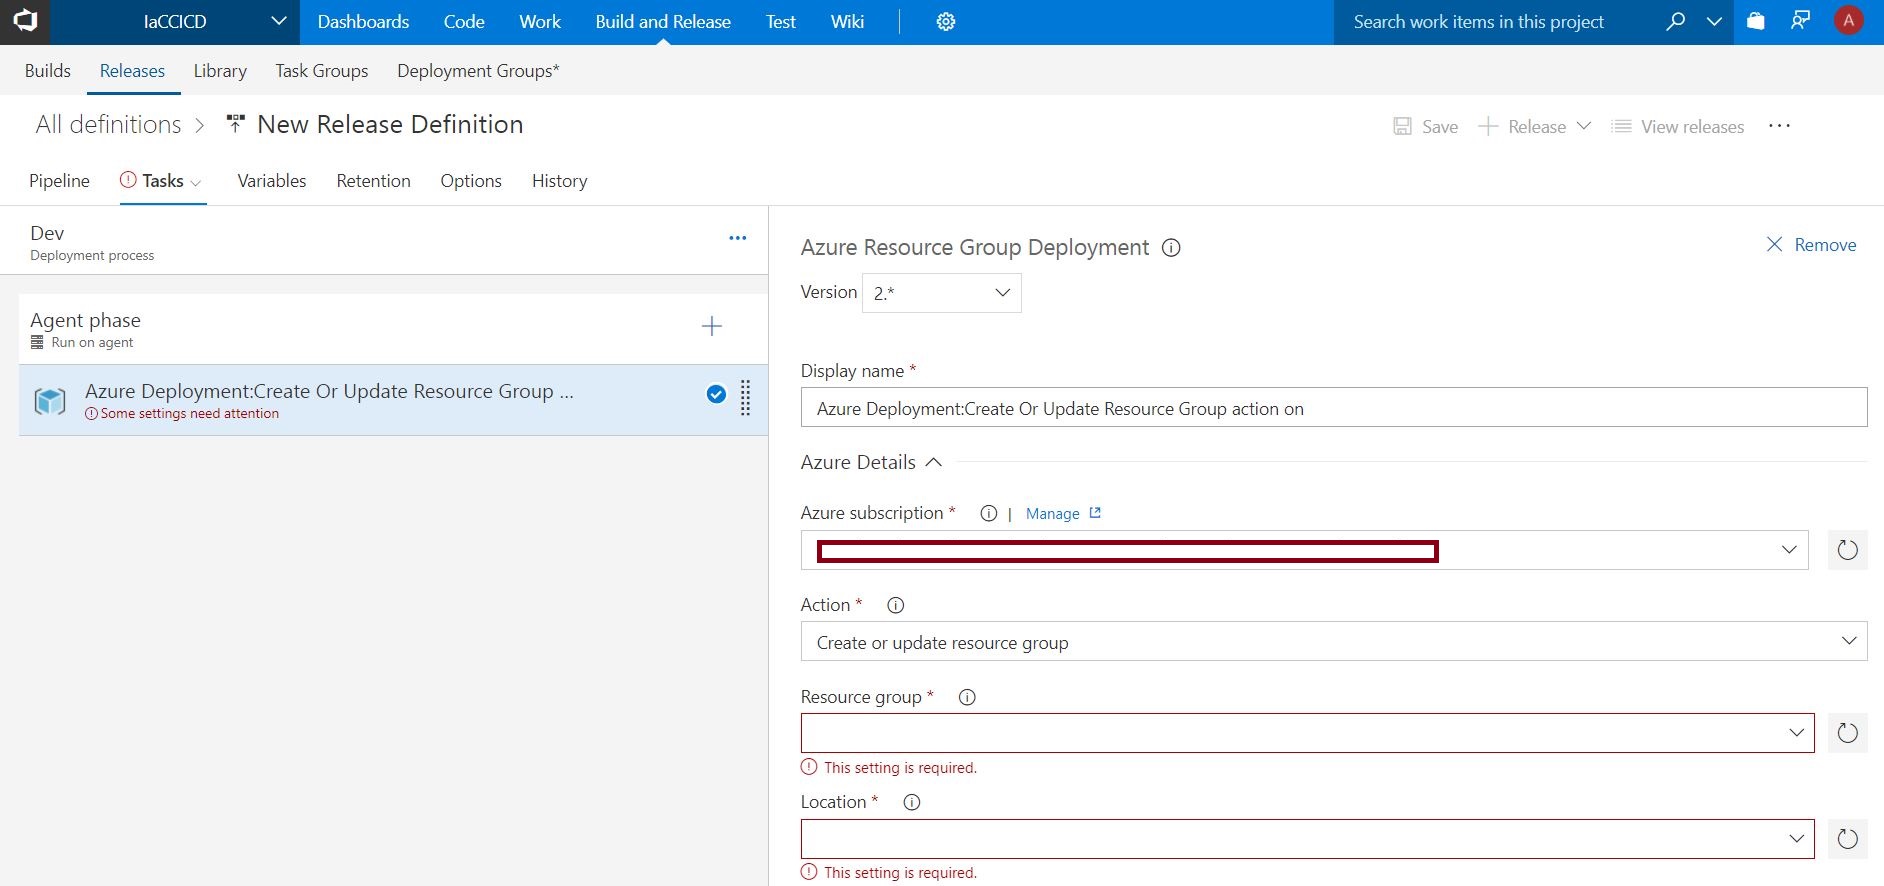 IaCCICD Dashboards Code Work Build and Release Test Wiki Search work items in this project A
Builds Releases Library Task Groups Deployment Groups*
All definitions > New Release Definition Save + Release View releases ...
Pipeline Tasks Variables Retention Options History
Dev
Deployment process
...
Agent phase
Run on agent
Azure Deployment:Create Or Update Resource Group ...
Some settings need attention
Azure Resource Group Deployment
Remove
Version 2.*
Display name *
Azure Deployment:Create Or Update Resource Group action on
Azure Details
Azure subscription * | Manage
Action *
Create or update resource group
Resource group *
This setting is required.
Location *
This setting is required.